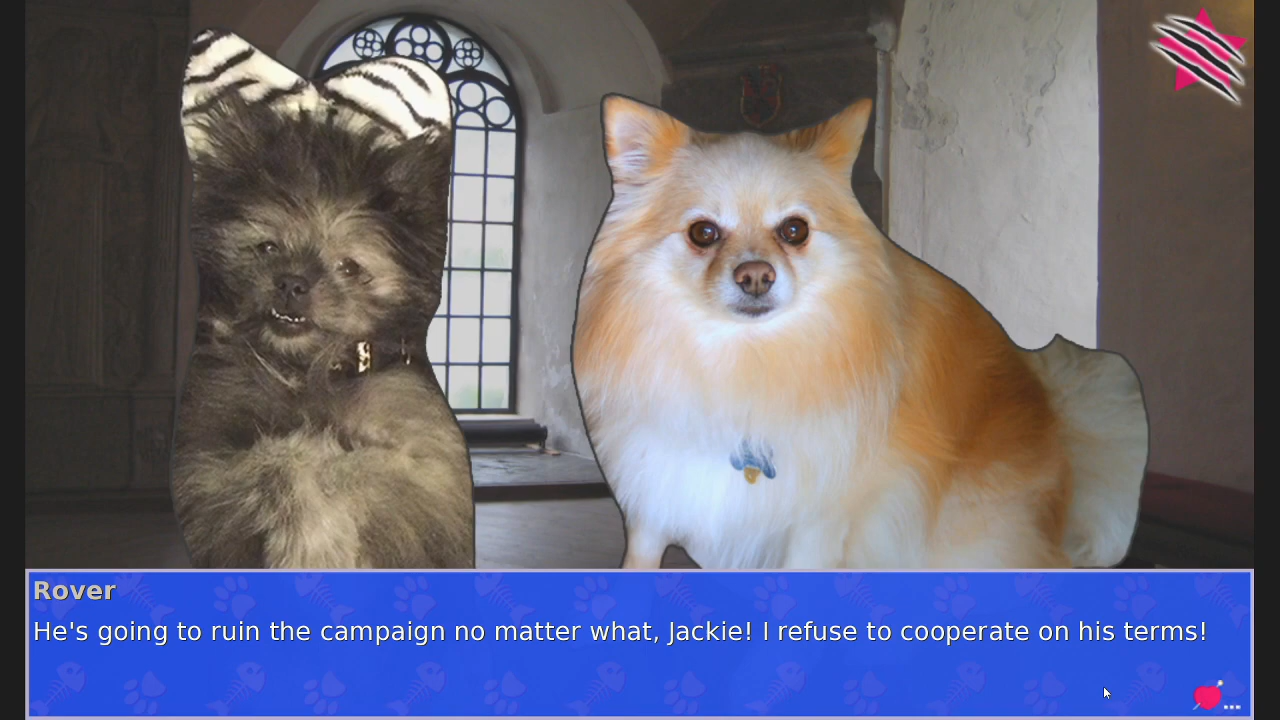 Rover
He's going to ruin the campaign no matter what, Jackie! I refuse to cooperate on his terms!
...